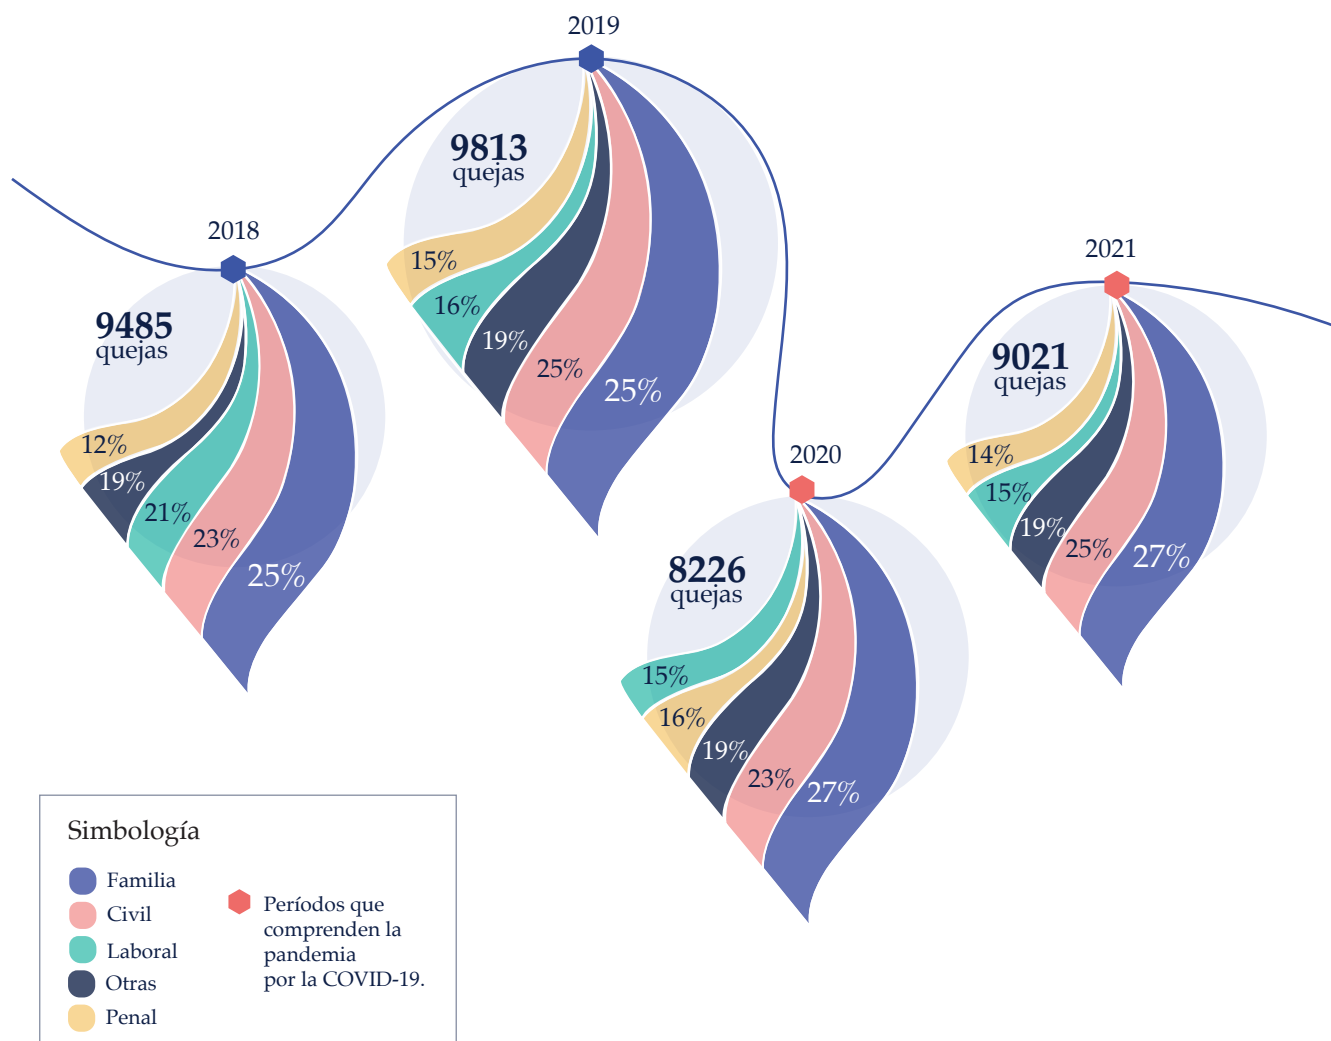 2018
9485
quejas
12%
19%
21%
23%
25%
2019
9813
quejas
15%
16%
19%
25%
25%
2020
8226
quejas
15%
16%
19%
23%
27%
2021
9021
quejas
14%
15%
19%
25%
27%
Simbología
Familia
Civil
Laboral
Otras
Penal
Períodos que
comprenden la
pandemia
por la COVID-19.